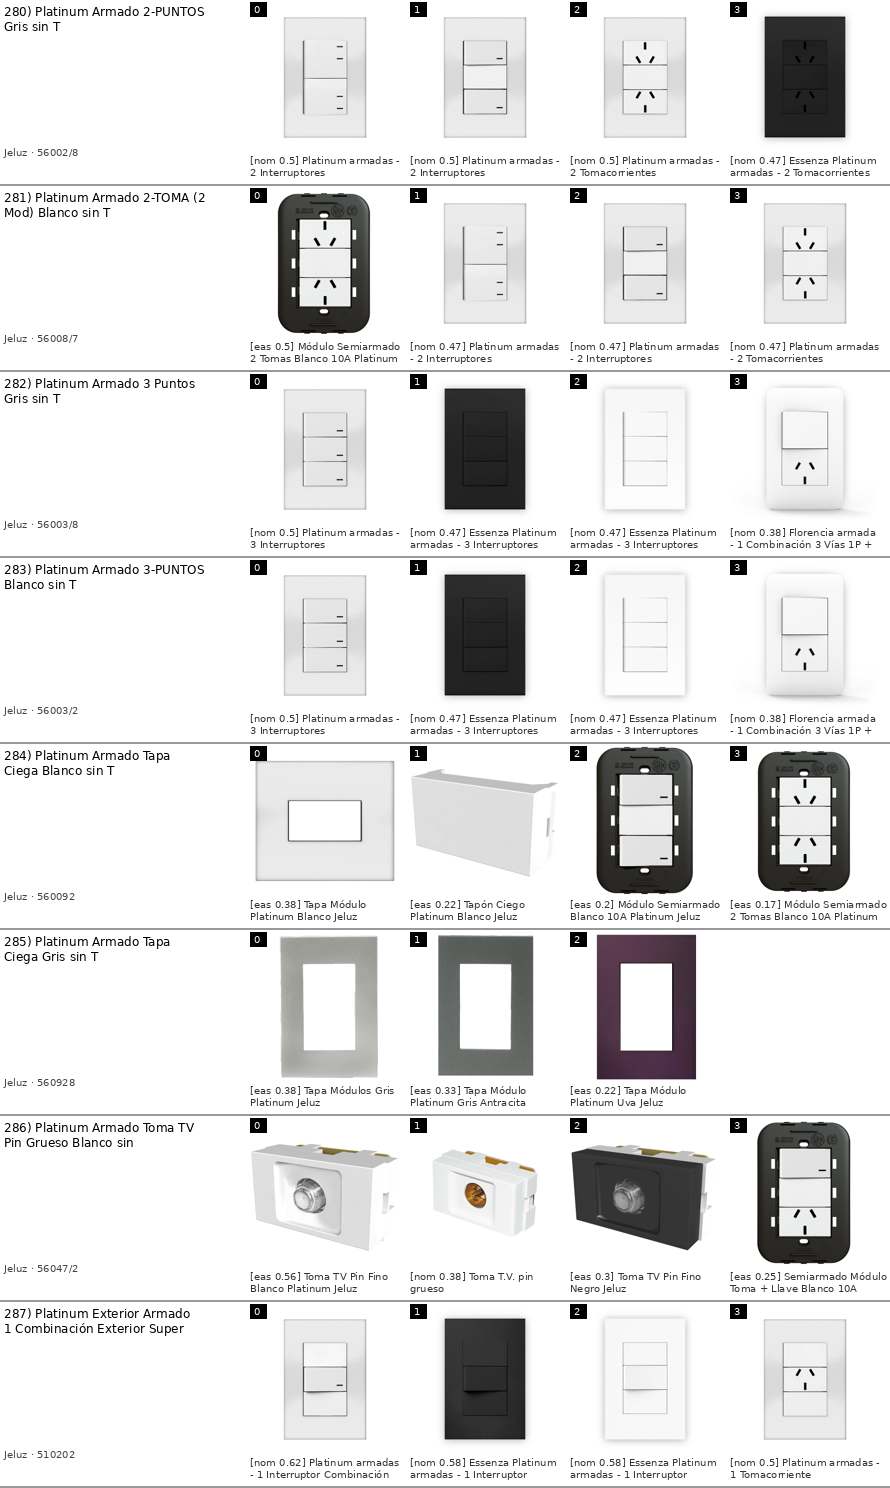 280) Platinum Armado 2-PUNTOS
Gris sin T
Jeluz · 56002/8
0
[nom 0.5] Platinum armadas -
2 Interruptores
1
[nom 0.5] Platinum armadas -
2 Interruptores
2
[nom 0.5] Platinum armadas -
2 Tomacorrientes
3
[nom 0.47] Essenza Platinum
armadas - 2 Tomacorrientes
281) Platinum Armado 2-TOMA (2
Mod) Blanco sin T
Jeluz · 56008/7
0
[eas 0.5] Módulo Semiarmado
2 Tomas Blanco 10A Platinum
1
[nom 0.47] Platinum armadas
- 2 Interruptores
2
[nom 0.47] Platinum armadas
- 2 Interruptores
3
[nom 0.47] Platinum armadas
- 2 Tomacorrientes
282) Platinum Armado 3 Puntos
Gris sin T
Jeluz · 56003/8
0
[nom 0.5] Platinum armadas -
3 Interruptores
1
[nom 0.47] Essenza Platinum
armadas - 3 Interruptores
2
[nom 0.47] Essenza Platinum
armadas - 3 Interruptores
3
[nom 0.38] Florencia armada
- 1 Combinación 3 Vías 1P +
283) Platinum Armado 3-PUNTOS
Blanco sin T
Jeluz · 56003/2
0
[nom 0.5] Platinum armadas -
3 Interruptores
1
[nom 0.47] Essenza Platinum
armadas - 3 Interruptores
2
[nom 0.47] Essenza Platinum
armadas - 3 Interruptores
3
[nom 0.38] Florencia armada
- 1 Combinación 3 Vías 1P +
284) Platinum Armado Tapa
Ciega Blanco sin T
Jeluz · 560092
0
[eas 0.38] Tapa Módulo
Platinum Blanco Jeluz
1
[eas 0.22] Tapón Ciego
Platinum Blanco Jeluz
2
[eas 0.2] Módulo Semiarmado
Blanco 10A Platinum Jeluz
3
[eas 0.17] Módulo Semiarmado
2 Tomas Blanco 10A Platinum
285) Platinum Armado Tapa
Ciega Gris sin T
Jeluz · 560928
0
[eas 0.38] Tapa Módulos Gris
Platinum Jeluz
1
[eas 0.33] Tapa Módulo
Platinum Gris Antracita
2
[eas 0.22] Tapa Módulo
Platinum Uva Jeluz
286) Platinum Armado Toma TV
Pin Grueso Blanco sin
Jeluz · 56047/2
0
[eas 0.56] Toma TV Pin Fino
Blanco Platinum Jeluz
1
[nom 0.38] Toma T.V. pin
grueso
2
[eas 0.3] Toma TV Pin Fino
Negro Jeluz
3
[eas 0.25] Semiarmado Módulo
Toma + Llave Blanco 10A
287) Platinum Exterior Armado
1 Combinación Exterior Super
Jeluz · 510202
0
[nom 0.62] Platinum armadas
- 1 Interruptor Combinación
1
[nom 0.58] Essenza Platinum
armadas - 1 Interruptor
2
[nom 0.58] Essenza Platinum
armadas - 1 Interruptor
3
[nom 0.5] Platinum armadas -
1 Tomacorriente